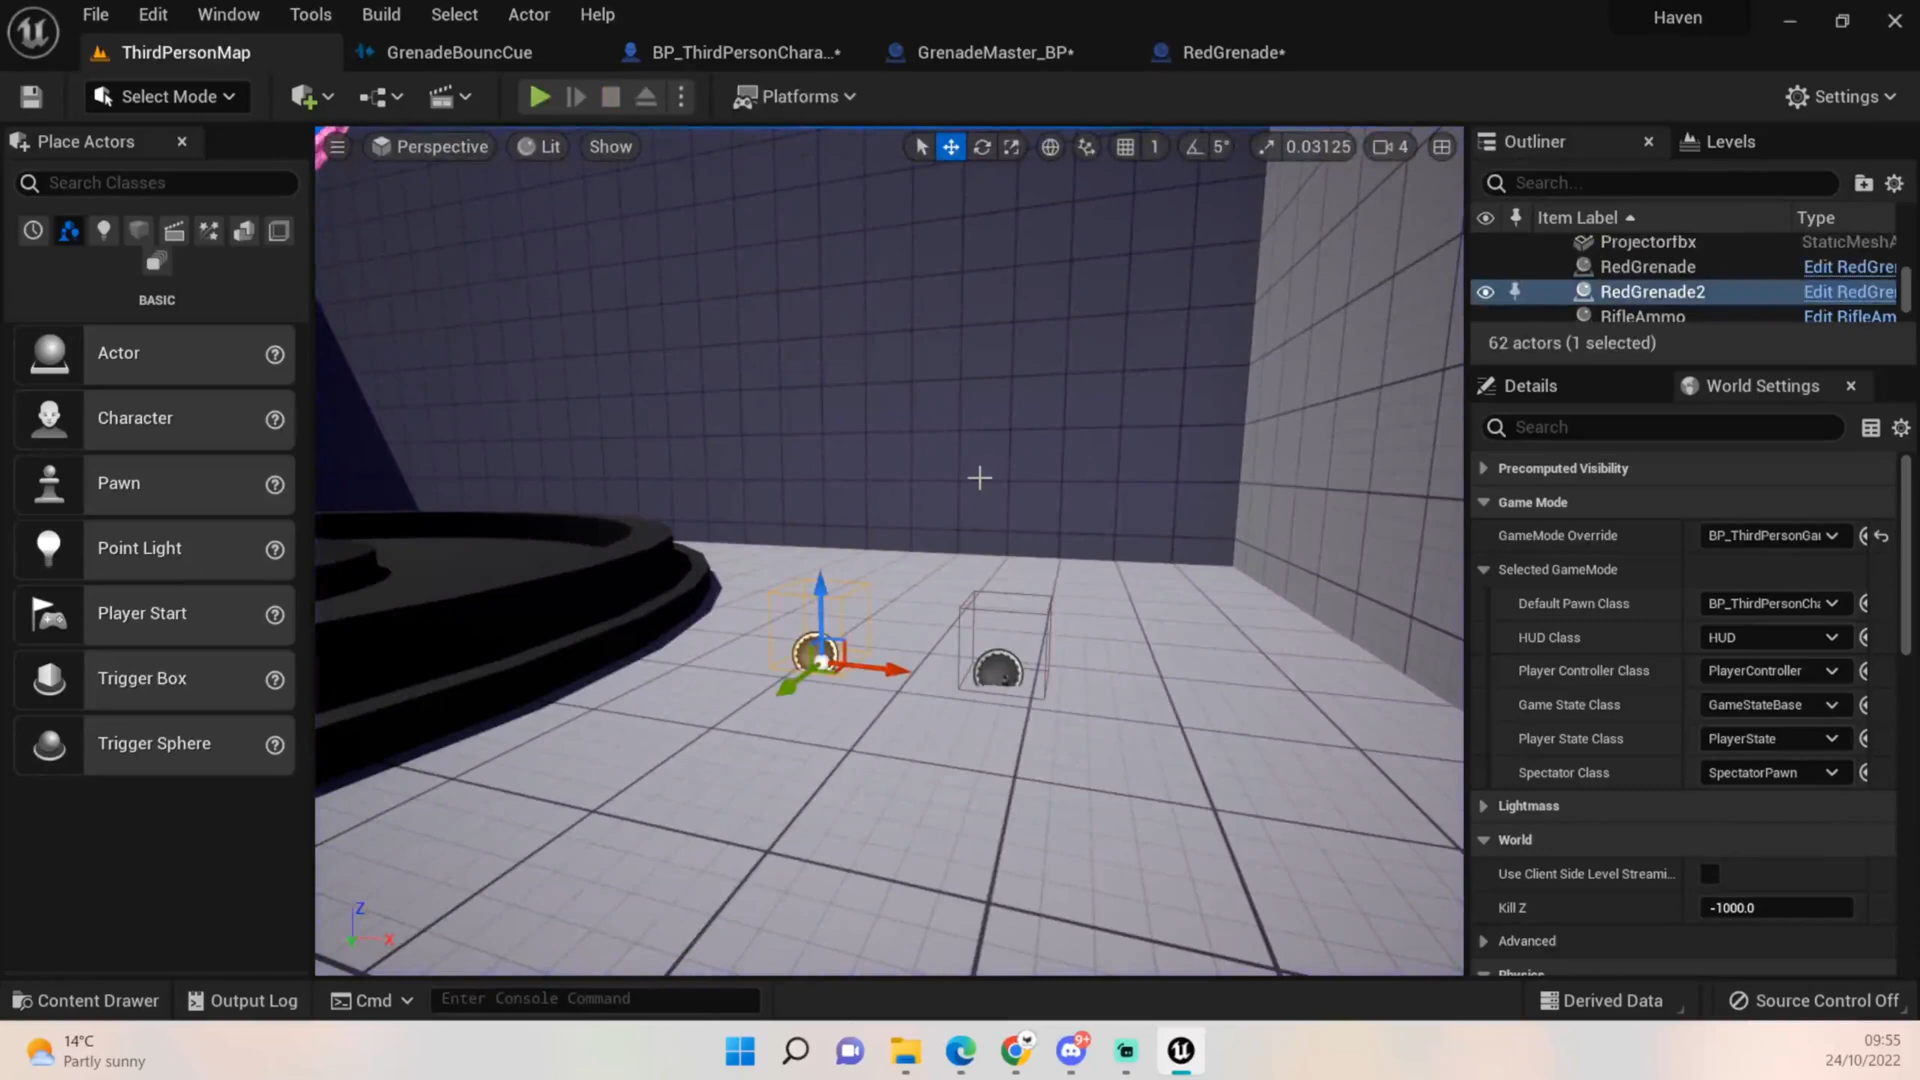 File Edit Window Tools Build Select Actor Help
Haven
ThirdPersonMap
GrenadeBouncCue
BP_ThirdPersonChara...*
GrenadeMaster_BP*
RedGrenade*
Select Mode
Platforms
Settings
Place Actors
Search Classes
BASIC
Actor
Character
Pawn
Point Light
Player Start
Trigger Box
Trigger Sphere
Perspective
Lit
Show
1
5°
0.03125
4
Z
X
Outliner
Levels
Search...
Item Label
Type
Projectorfbx
StaticMeshA
RedGrenade
Edit RedGre
RedGrenade2
Edit RedGre
RifleAmmo
Edit RifleAm
62 actors (1 selected)
Details
World Settings
Search
Precomputed Visibility
Game Mode
GameMode Override
BP_ThirdPersonGa
Selected GameMode
Default Pawn Class
BP_ThirdPersonCha
HUD Class
HUD
Player Controller Class
PlayerController
Game State Class
GameStateBase
Player State Class
PlayerState
Spectator Class
SpectatorPawn
Lightmass
World
Use Client Side Level Streami...
Kill Z
-1000.0
Advanced
Physics
Content Drawer
Output Log
Cmd
Enter Console Command
Derived Data
Source Control Off
14°C
Partly sunny
9+
09:55
24/10/2022